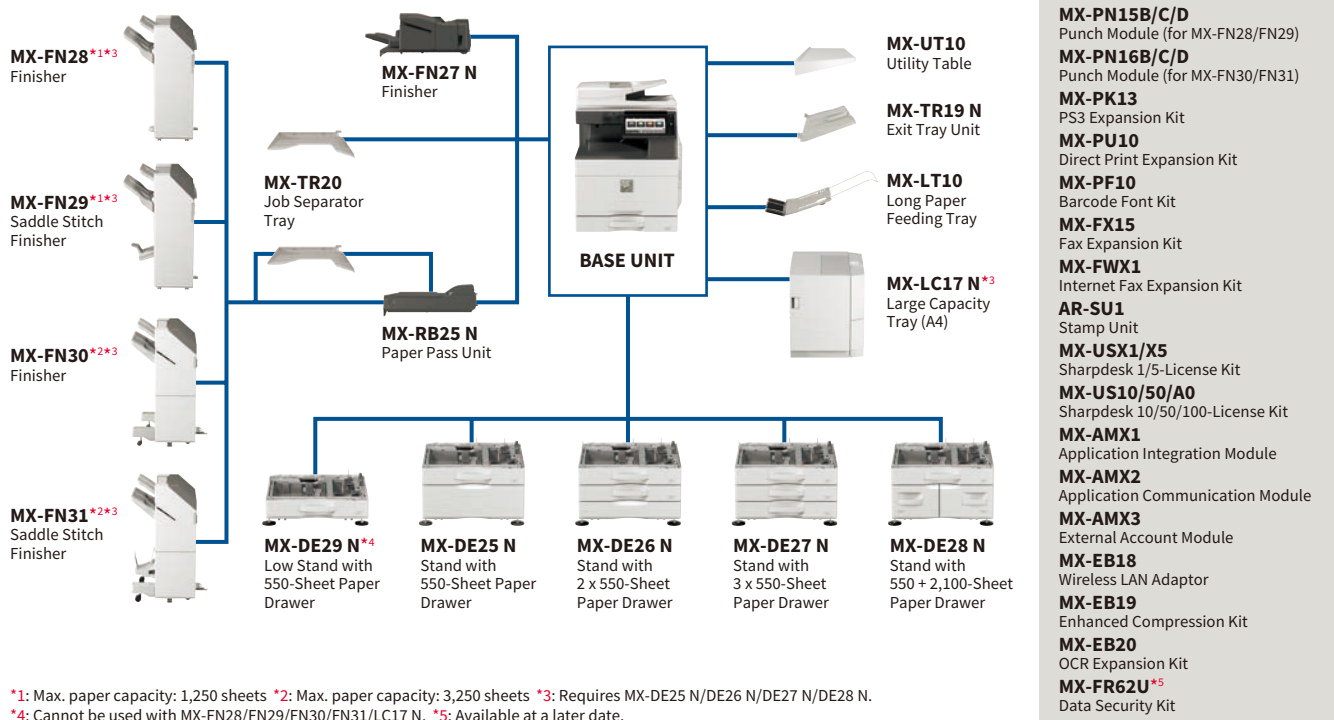 MX-FN28*1*3
Finisher
MX-FN27 N
Finisher
MX-TR20
Job Separator
Tray
MX-FN29*1*3
Saddle Stitch
Finisher
MX-RB25 N
Paper Pass Unit
MX-FN30*2*3
Finisher
MX-FN31*2*3
Saddle Stitch
Finisher
BASE UNIT
MX-UT10
Utility Table
MX-TR19 N
Exit Tray Unit
MX-LT10
Long Paper
Feeding Tray
MX-LC17 N*3
Large Capacity
Tray (A4)
MX-DE29 N*4
Low Stand with
550-Sheet Paper
Drawer
MX-DE25 N
Stand with
550-Sheet Paper
Drawer
MX-DE26 N
Stand with
2 x 550-Sheet
Paper Drawer
MX-DE27 N
Stand with
3 x 550-Sheet
Paper Drawer
MX-DE28 N
Stand with
550 + 2,100-Sheet
Paper Drawer
MX-PN15B/C/D
Punch Module (for MX-FN28/FN29)
MX-PN16B/C/D
Punch Module (for MX-FN30/FN31)
MX-PK13
PS3 Expansion Kit
MX-PU10
Direct Print Expansion Kit
MX-PF10
Barcode Font Kit
MX-FX15
Fax Expansion Kit
MX-FWX1
Internet Fax Expansion Kit
AR-SU1
Stamp Unit
MX-USX1/X5
Sharpdesk 1/5-License Kit
MX-US10/50/A0
Sharpdesk 10/50/100-License Kit
MX-AMX1
Application Integration Module
MX-AMX2
Application Communication Module
MX-AMX3
External Account Module
MX-EB18
Wireless LAN Adaptor
MX-EB19
Enhanced Compression Kit
MX-EB20
OCR Expansion Kit
MX-FR62U*5
Data Security Kit
*1: Max. paper capacity: 1,250 sheets *2: Max. paper capacity: 3,250 sheets *3: Requires MX-DE25 N/DE26 N/DE27 N/DE28 N.
*4: Cannot be used with MX-FN28/FN29/FN30/FN31/LC17 N. *5: Available at a later date.